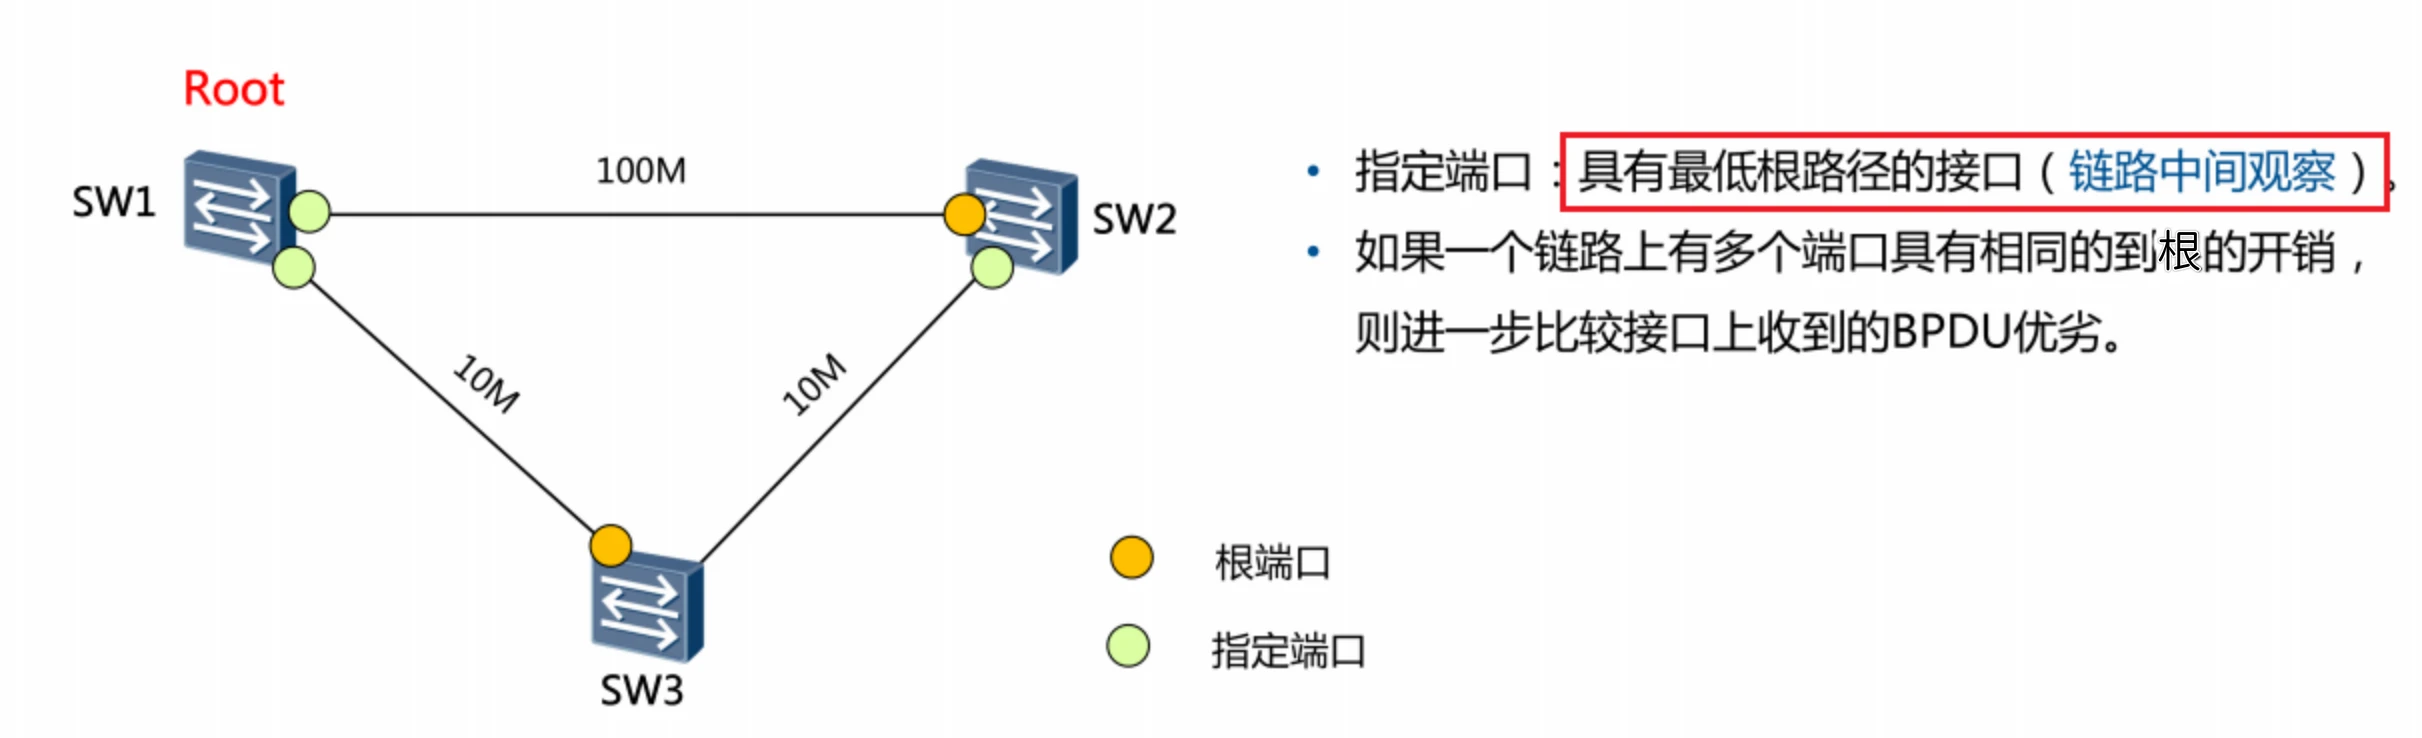 Root
SW1
100M
SW2
10M
10M
SW3
根端口
指定端口
• 指定端口：具有最低根路径的接口（链路中间观察）。
• 如果一个链路上有多个端口具有相同的到根的开销，
则进一步比较接口上收到的BPDU优劣。